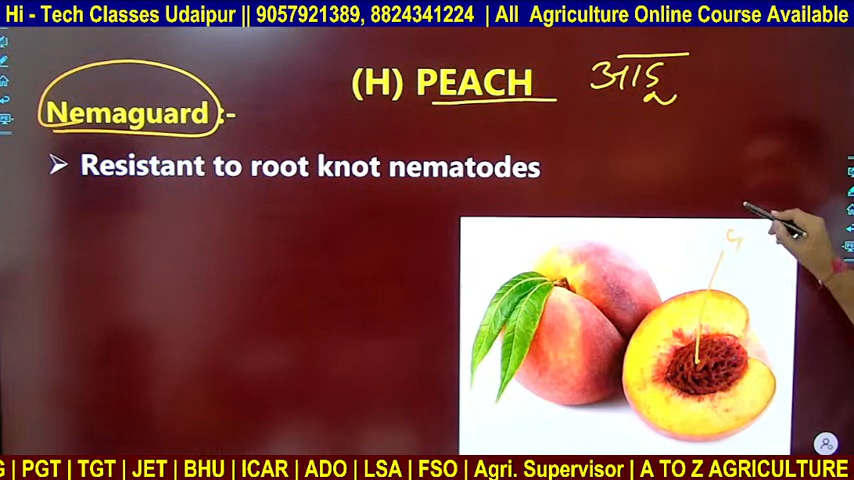 Hi - Tech Classes Udaipur || 9057921389, 8824341224 | All Agriculture Online Course Available
(H) PEACH आड़ू
Nemaguard :-
➢ Resistant to root knot nematodes
G | PGT | TGT | JET | BHU | ICAR | ADO | LSA | FSO | Agri. Supervisor | A TO Z AGRICULTURE